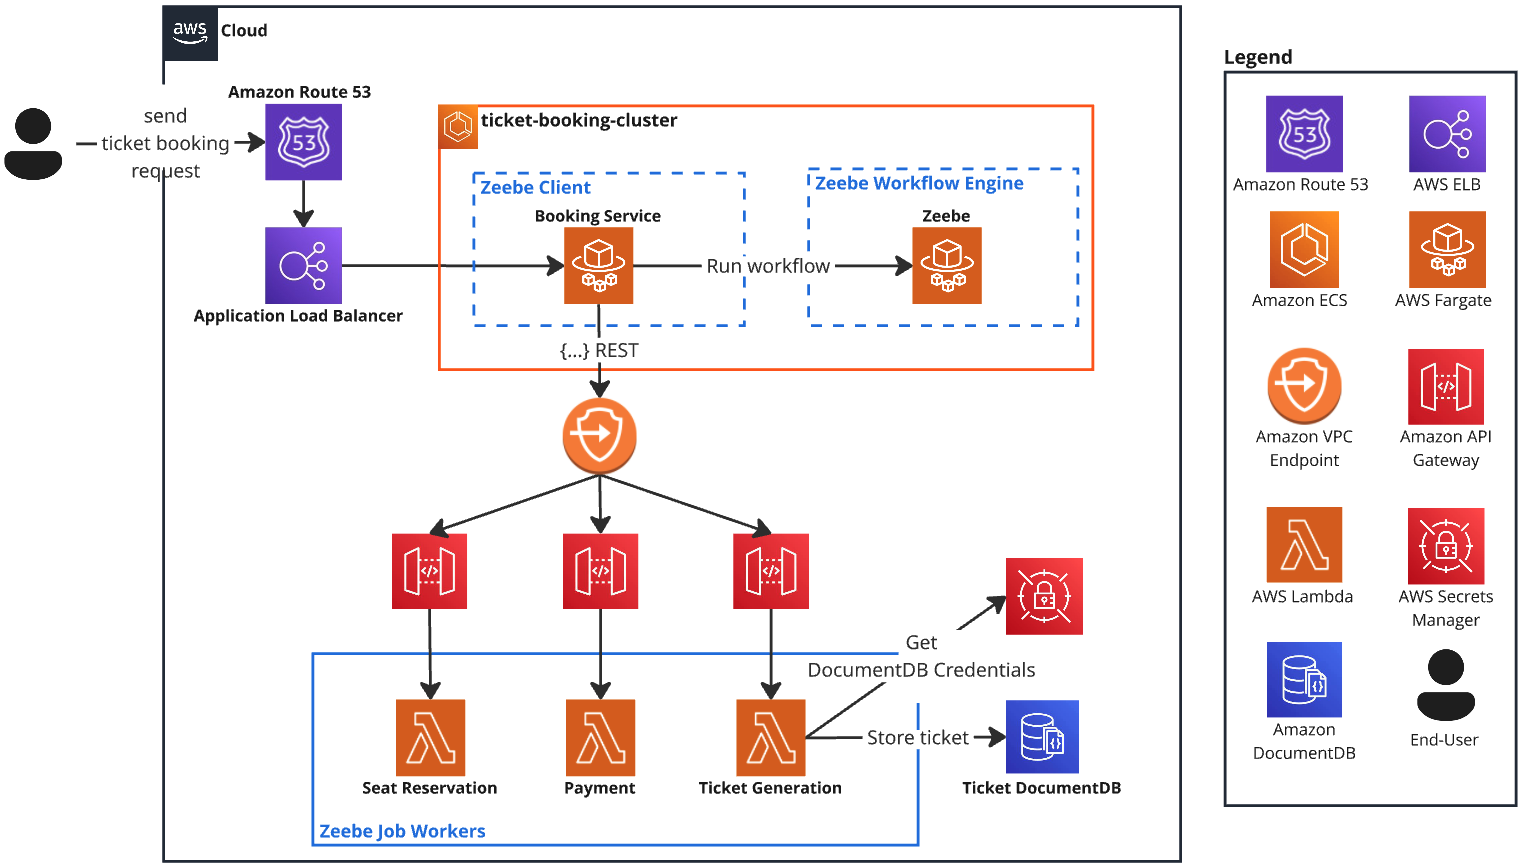 aws
Cloud
Amazon Route 53
send
ticket booking
request
53
ticket-booking-cluster
Zeebe Client
Booking Service
Zeebe Workflow Engine
Zeebe
Run workflow
Application Load Balancer
{...} REST
</>
</>
</>
Get
DocumentDB Credentials
Store ticket
{}
Seat Reservation
Payment
Ticket Generation
Ticket DocumentDB
Zeebe Job Workers
Legend
53
Amazon Route 53
AWS ELB
Amazon ECS
AWS Fargate
</>
Amazon VPC
Endpoint
Amazon API
Gateway
AWS Lambda
AWS Secrets
Manager
{}
Amazon
DocumentDB
End-User